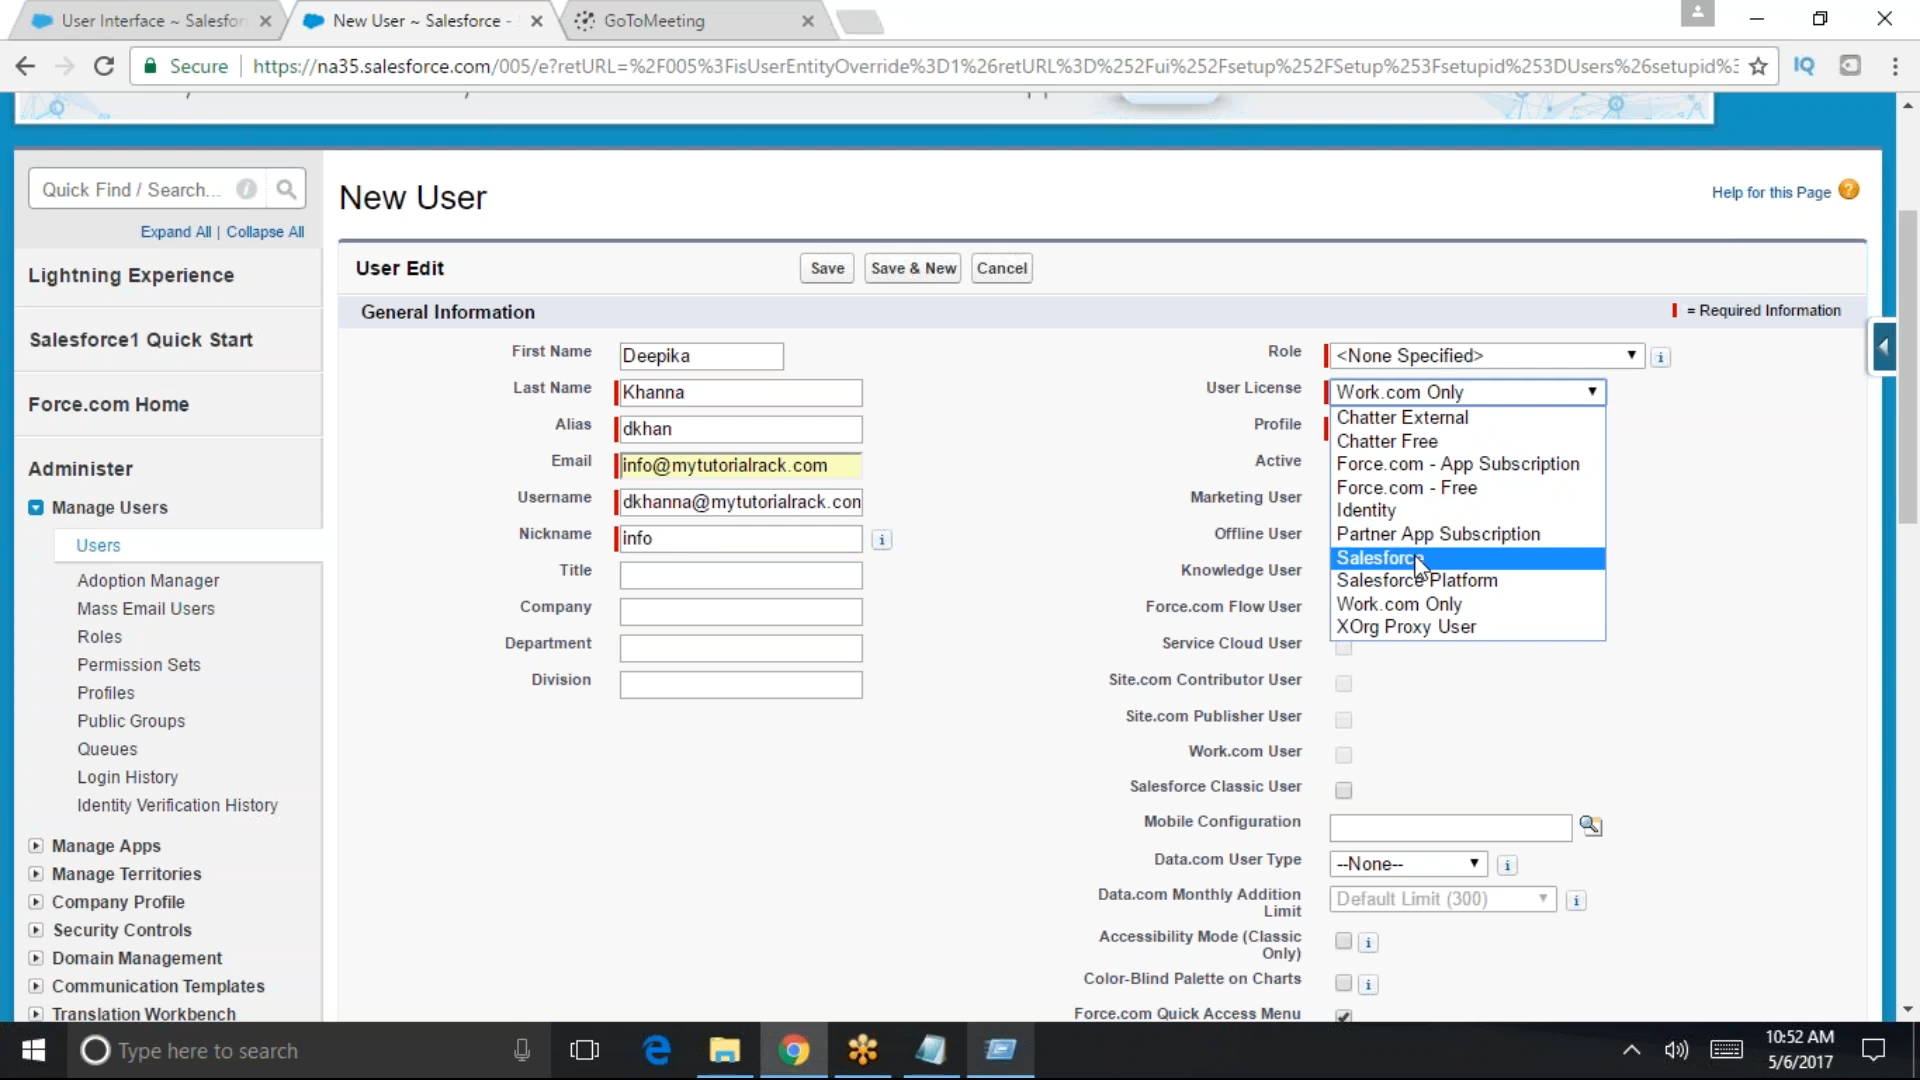 User Interface ~ Salesfor
New User ~ Salesforce -
GoToMeeting
Secure
https://na35.salesforce.com/005/e?retURL=%2F005%3FisUserEntityOverride%3D1%26retURL%3D%252Fui%252Fsetup%252FSetup%253Fsetupid%253DUsers%26setupid%3
IQ
Quick Find / Search...
Expand All | Collapse All
Lightning Experience
Salesforce1 Quick Start
Force.com Home
Administer
Manage Users
Users
Adoption Manager
Mass Email Users
Roles
Permission Sets
Profiles
Public Groups
Queues
Login History
Identity Verification History
Manage Apps
Manage Territories
Company Profile
Security Controls
Domain Management
Communication Templates
Translation Workbench
New User
Help for this Page
User Edit
Save
Save & New
Cancel
General Information
= Required Information
First Name
Deepika
Last Name
Khanna
Alias
dkhan
Email
info@mytutorialrack.com
Username
dkhanna@mytutorialrack.con
Nickname
info
Title
Company
Department
Division
Role
<None Specified>
User License
Work.com Only
Chatter External
Chatter Free
Force.com - App Subscription
Force.com - Free
Identity
Partner App Subscription
Salesforce
Salesforce Platform
Work.com Only
XOrg Proxy User
Profile
Active
Marketing User
Offline User
Knowledge User
Force.com Flow User
Service Cloud User
Site.com Contributor User
Site.com Publisher User
Work.com User
Salesforce Classic User
Mobile Configuration
Data.com User Type
--None--
Data.com Monthly Addition
Limit
Default Limit (300)
Accessibility Mode (Classic
Only)
Color-Blind Palette on Charts
Force.com Quick Access Menu
Type here to search
10:52 AM
5/6/2017